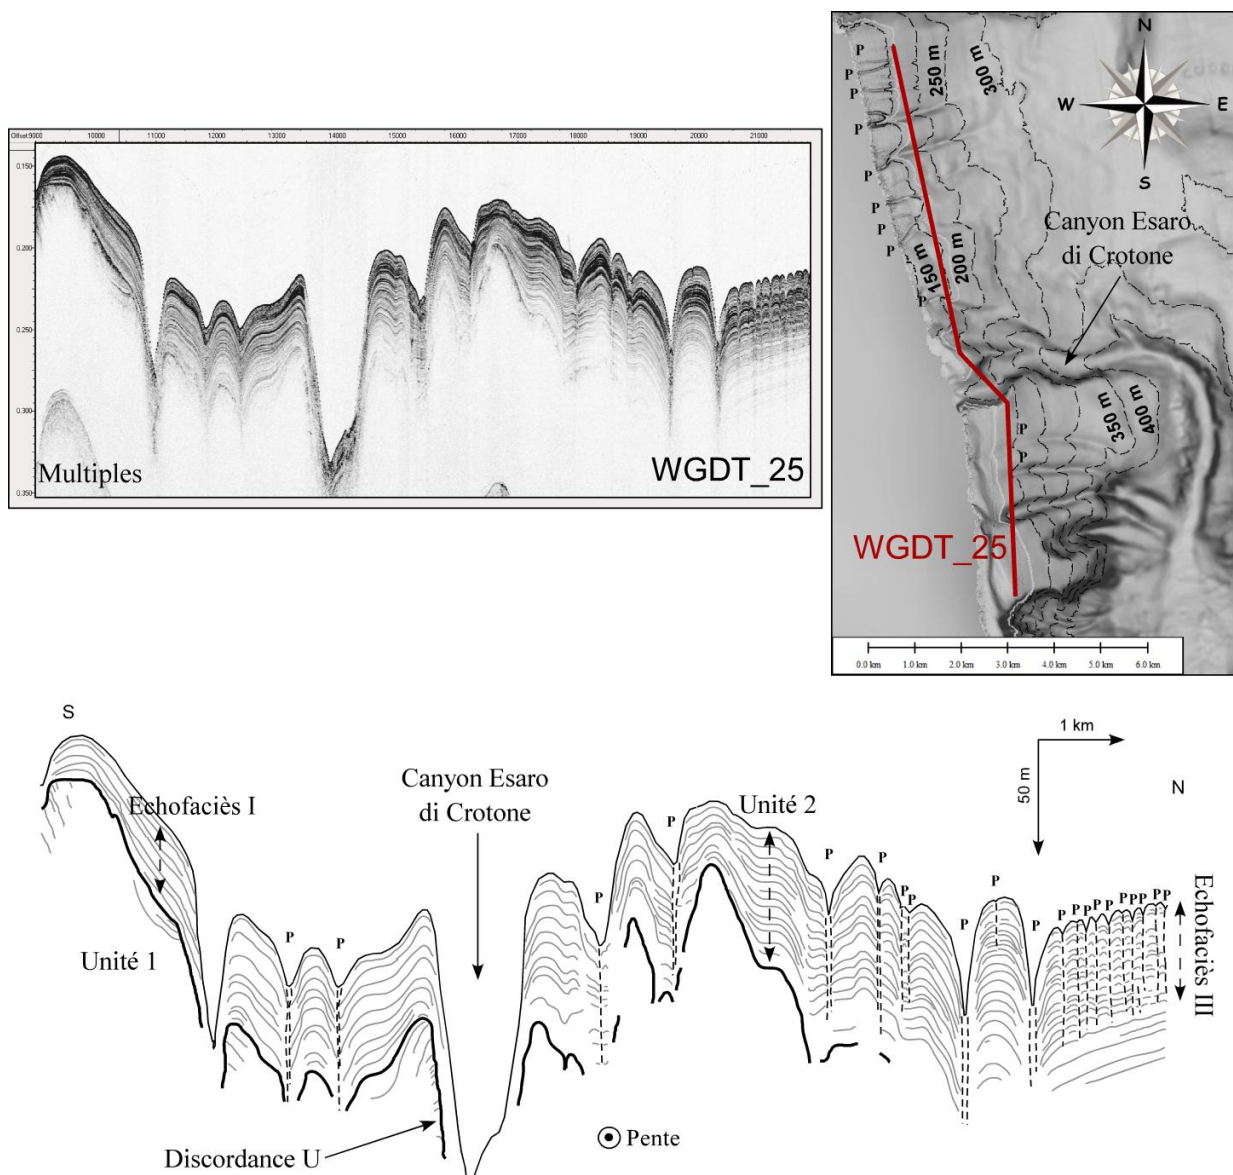 Offset:9000 10000 11000 12000 13000 14000 15000 16000 17000 18000 19000 20000 21000
0.150
0.200
0.250
0.300
0.350
Multiples
WGDT_25
N
W E
S
P
P
P
P
P
P
P
P
P
P
P
250 m
300 m
150 m
200 m
350 m
400 m
Canyon Esaro
di Crotone
WGDT_25
0.0 km 1.0 km 2.0 km 3.0 km 4.0 km 5.0 km 6.0 km
S
1 km
50 m
N
Canyon Esaro
di Crotone
Echofaciès I
Unité 2
Unité 1
P P
P
P
P
P
P P
P
P
P
P P P P P P P P P P
Echofaciès III
Discordance U
Pente